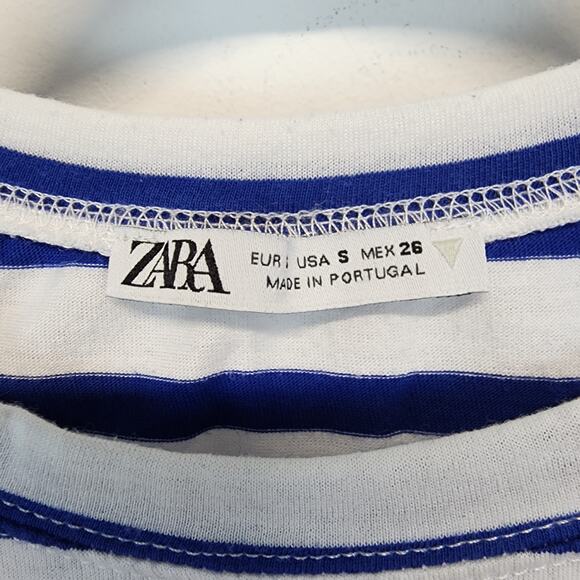 ZARA
EUR USA S MEX 26
MADE IN PORTUGAL